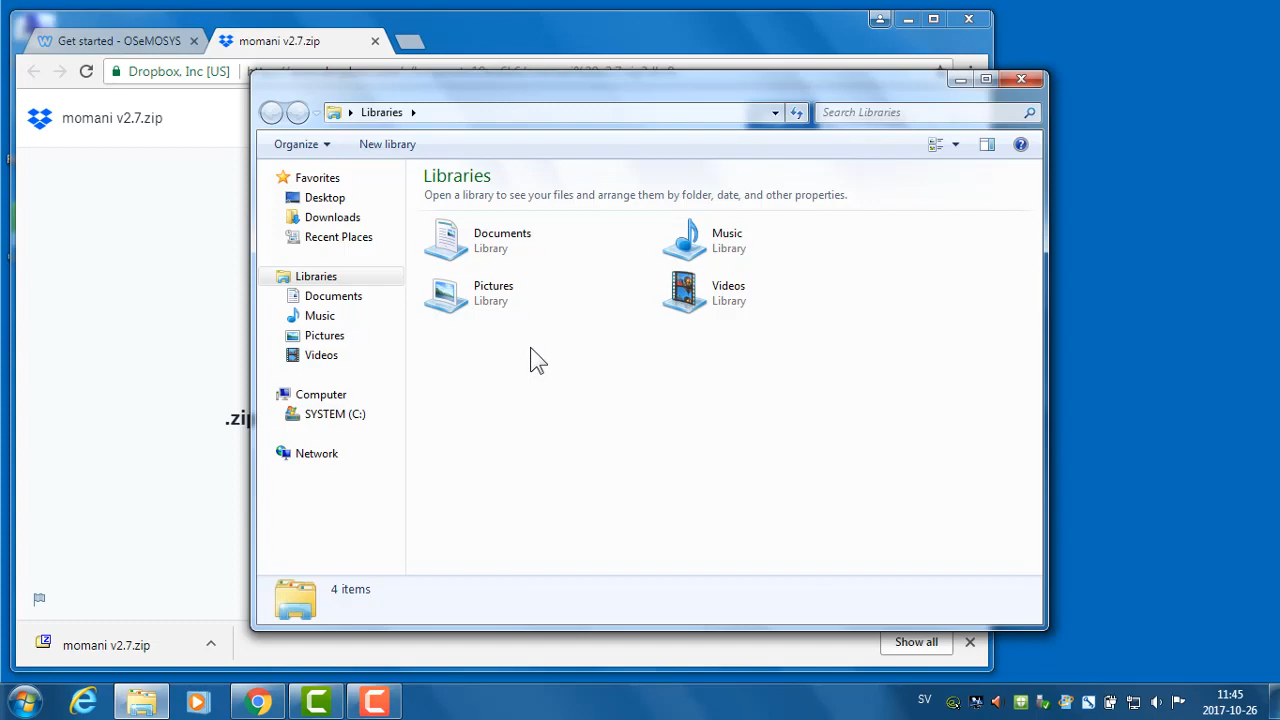 Get started - OSeMOSYS
momani v2.7.zip
Dropbox, Inc [US]
momani v2.7.zip
Libraries
Search Libraries
Organize
New library
Favorites
Desktop
Downloads
Recent Places
Libraries
Documents
Music
Pictures
Videos
Computer
SYSTEM (C:)
Network
Libraries
Open a library to see your files and arrange them by folder, date, and other properties.
Documents
Library
Music
Library
Pictures
Library
Videos
Library
.zip
4 items
momani v2.7.zip
Show all
SV
11:45
2017-10-26